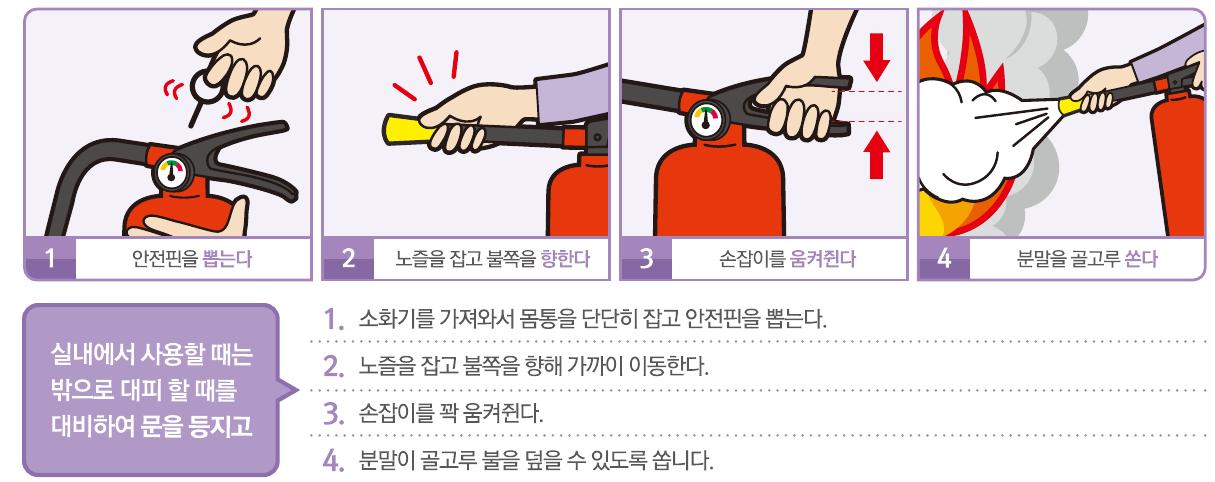 1 안전핀을 뽑는다
2 노즐을 잡고 불쪽을 향한다
3 손잡이를 움켜쥔다
4 분말을 골고루 쏜다
실내에서 사용할 때는
밖으로 대피 할 때를
대비하여 문을 등지고
1. 소화기를 가져와서 몸통을 단단히 잡고 안전핀을 뽑는다.
2. 노즐을 잡고 불쪽을 향해 가까이 이동한다.
3. 손잡이를 꽉 움켜쥔다.
4. 분말이 골고루 불을 덮을 수 있도록 쏩니다.